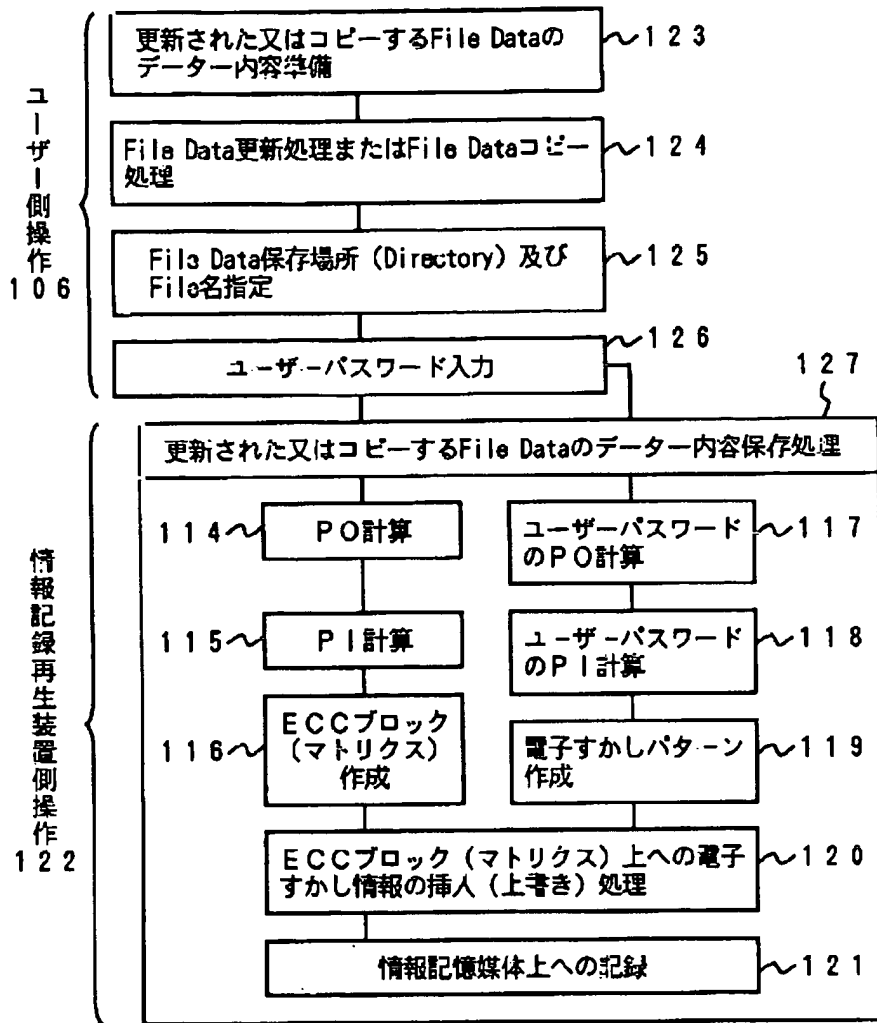 更新された又はコピーするFile Dataの
データー内容準備
123
File Data更新処理またはFile Dataコピー
処理
124
File Data保存場所（Directory）及び
File名指定
125
ユーザーパスワード入力
126
ユーザー側操作
106
127
更新された又はコピーするFile Dataのデーター内容保存処理
114
PO計算
ユーザーパスワード
のPO計算
117
115
PI計算
ユーザーパスワード
のPI計算
118
116
ECCブロック
（マトリクス）
作成
電子すかしパターン
作成
119
ECCブロック（マトリクス）上への電子
すかし情報の挿入（上書き）処理
120
情報記憶媒体上への記録
121
情報記録再生装置側操作
122